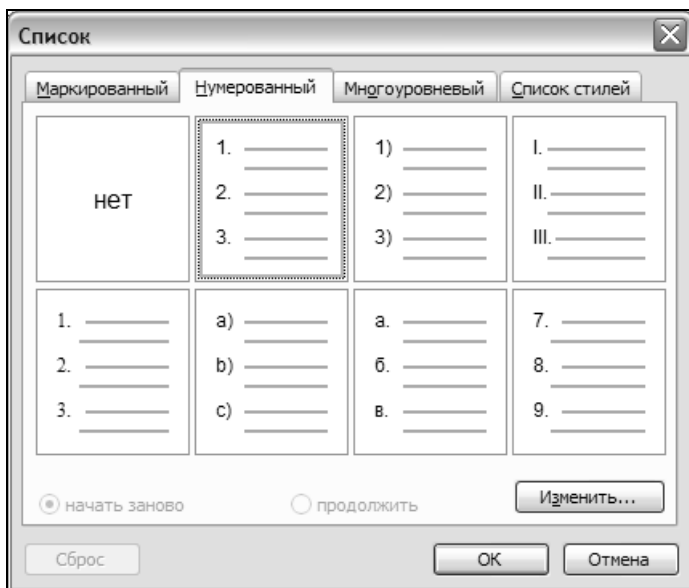 Список
Маркированный Нумерованный Многоуровневый Список стилей
нет
1.
2.
3.
1)
2)
3)
I.
II.
III.
1.
2.
3.
a)
b)
c)
а.
б.
в.
7.
8.
9.
начать заново продолжить Изменить...
Сброс ОК Отмена